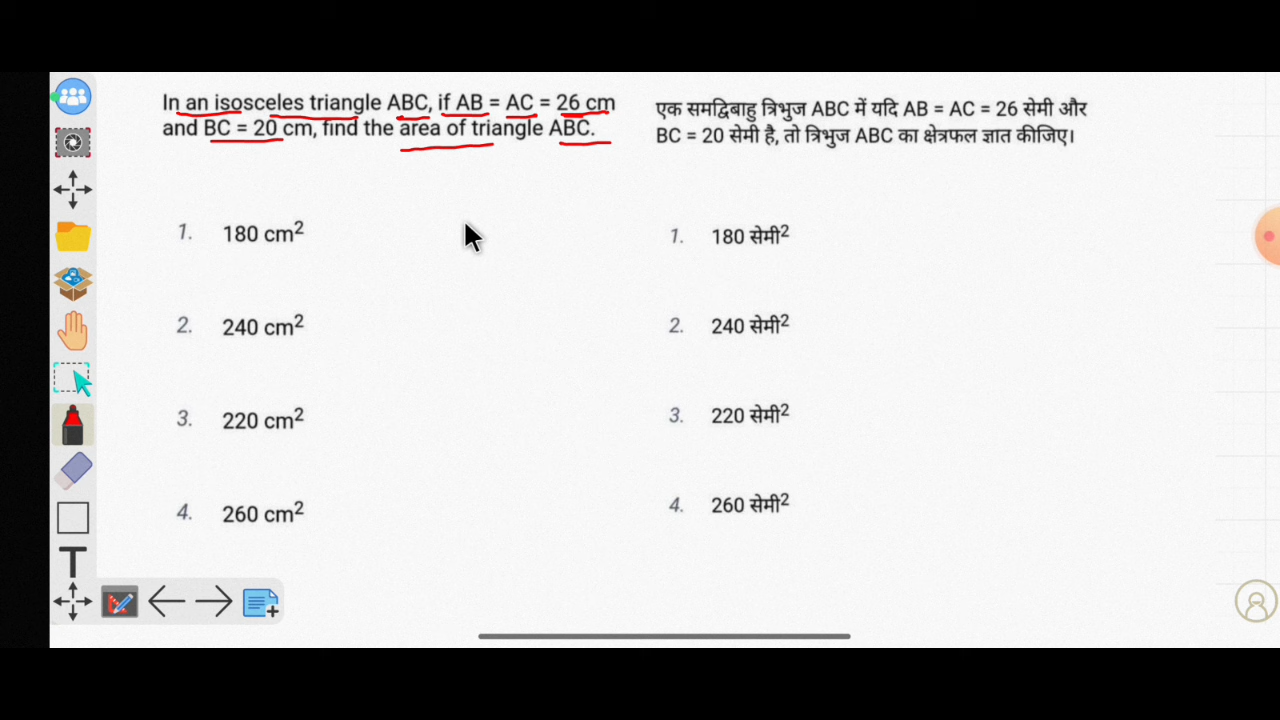 In an isosceles triangle ABC, if AB = AC = 26 cm
and BC = 20 cm, find the area of triangle ABC.
एक समद्विबाहु त्रिभुज ABC में यदि AB = AC = 26 सेमी और
BC = 20 सेमी है, तो त्रिभुज ABC का क्षेत्रफल ज्ञात कीजिए।
1. 180 cm²
2. 240 cm²
3. 220 cm²
4. 260 cm²
1. 180 सेमी²
2. 240 सेमी²
3. 220 सेमी²
4. 260 सेमी²
T